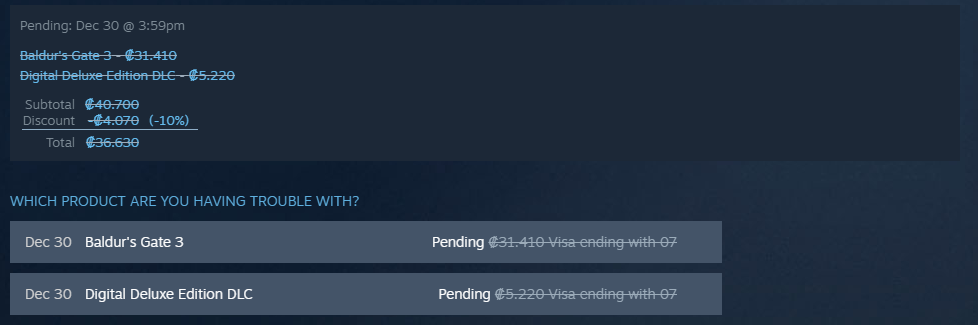 Pending: Dec 30 @ 3:59pm
Baldur's Gate 3 - ₡31.410
Digital Deluxe Edition DLC - ₡5.220
Subtotal ₡40.700
Discount -₡4.070 (-10%)
Total ₡36.630
WHICH PRODUCT ARE YOU HAVING TROUBLE WITH?
Dec 30 Baldur's Gate 3 Pending ₡31.410 Visa ending with 07
Dec 30 Digital Deluxe Edition DLC Pending ₡5.220 Visa ending with 07